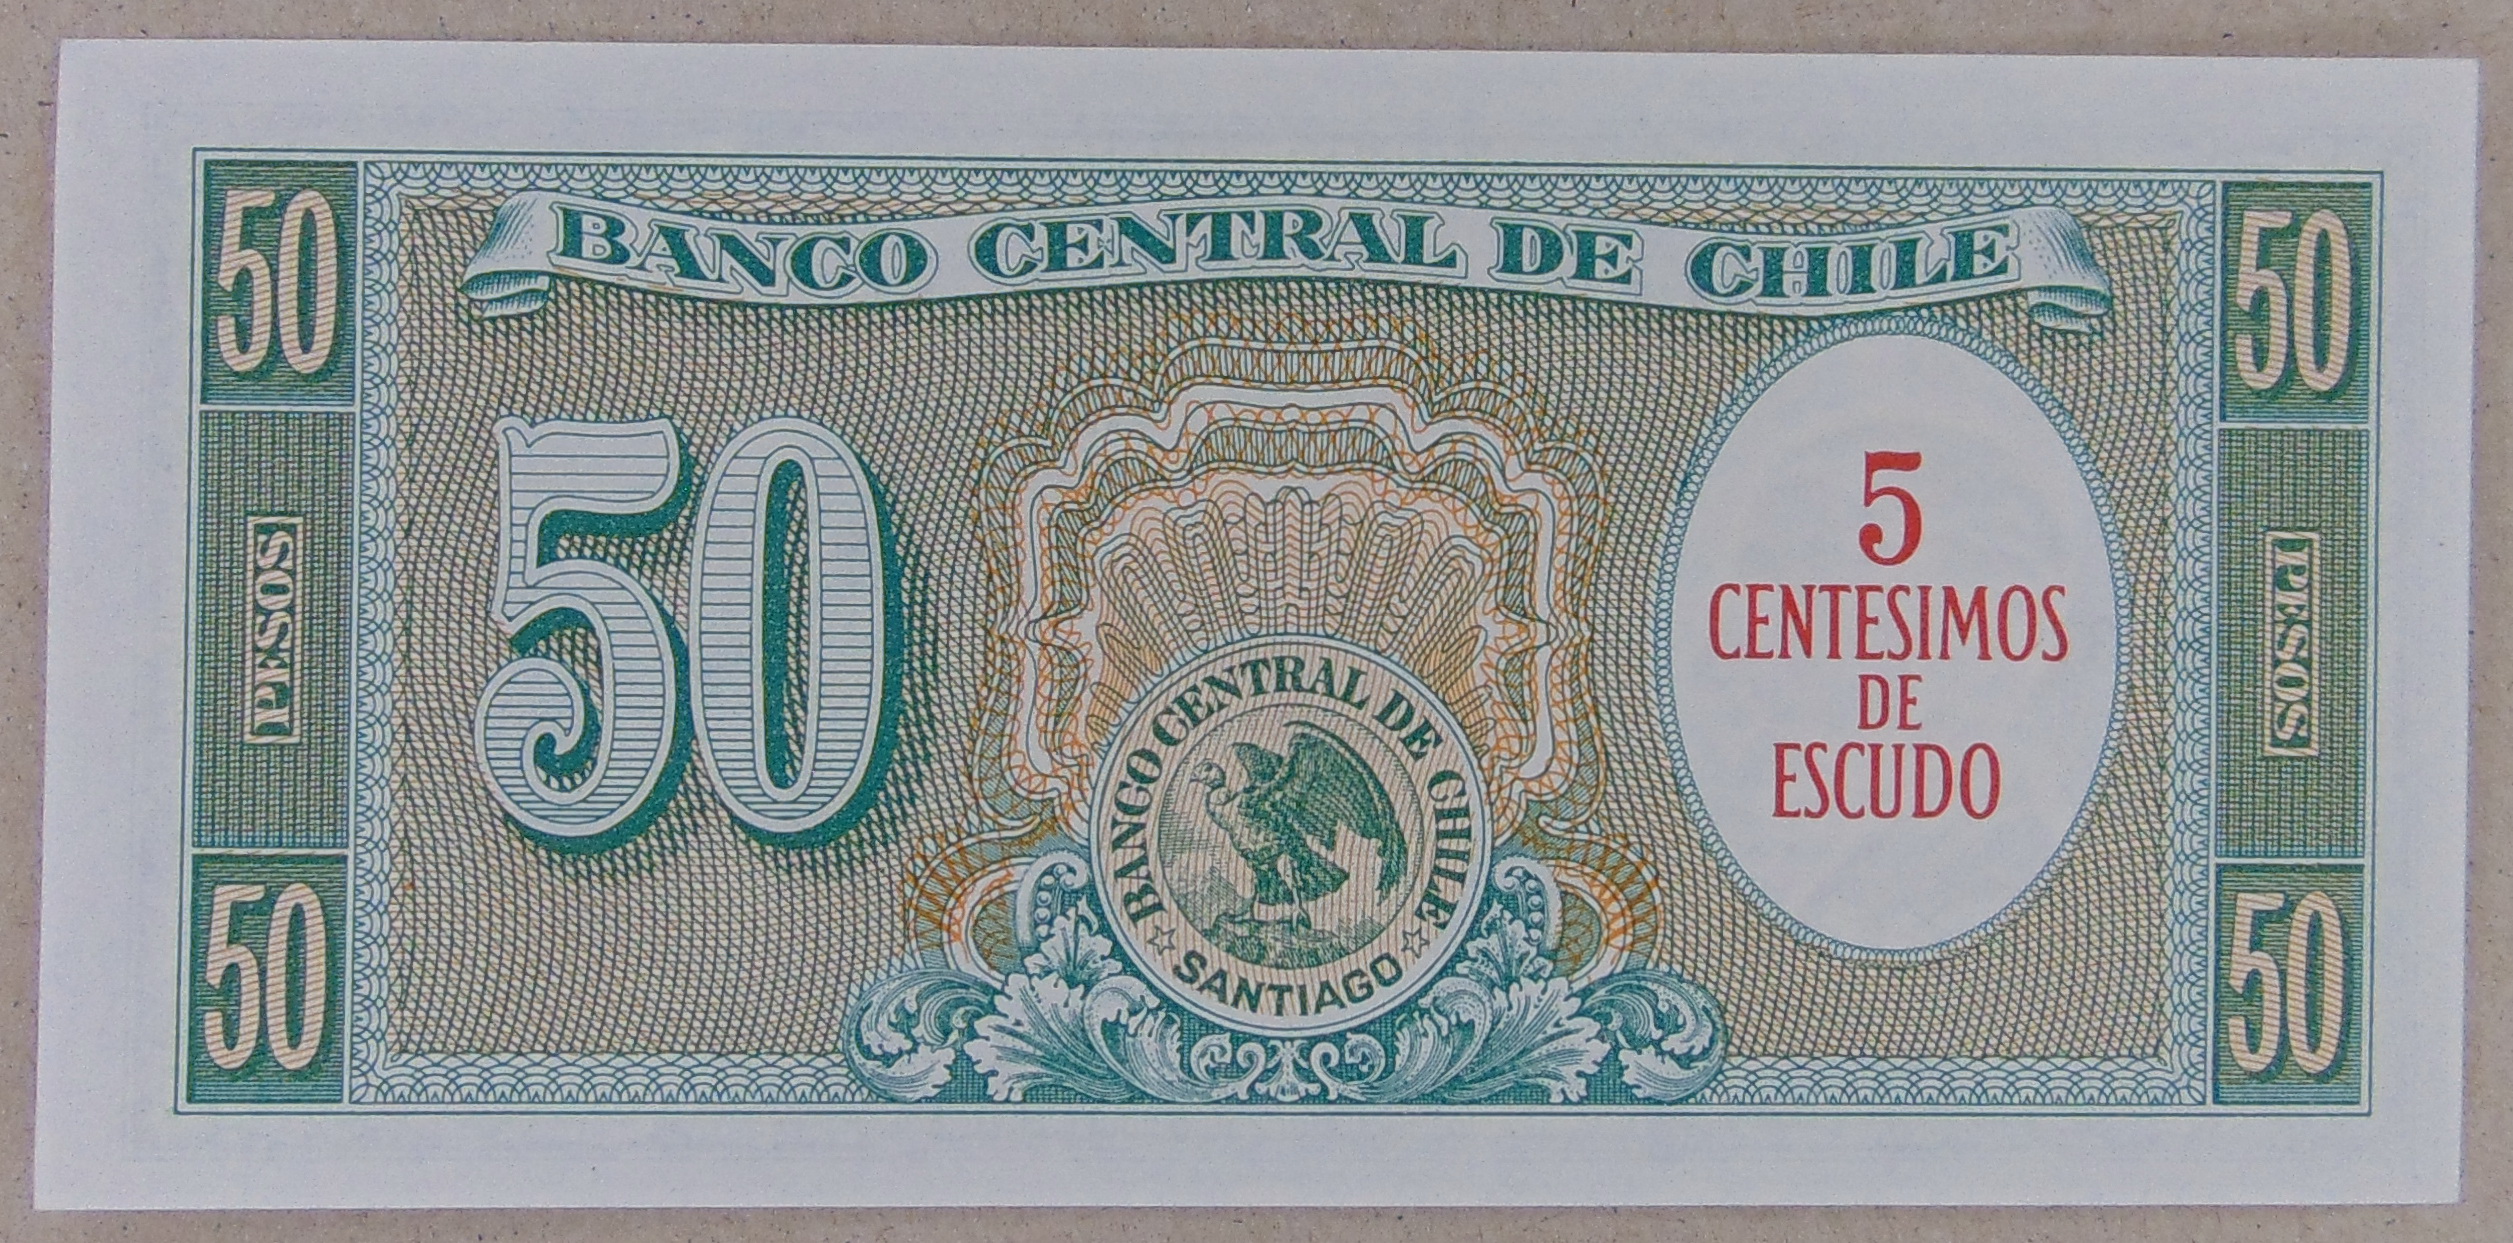 50
BANCO CENTRAL DE CHILE
50
50
5
CENTESIMOS
DE
ESCUDO
PESOS
PESOS
BANCO CENTRAL DE CHILE
SANTIAGO
50
50